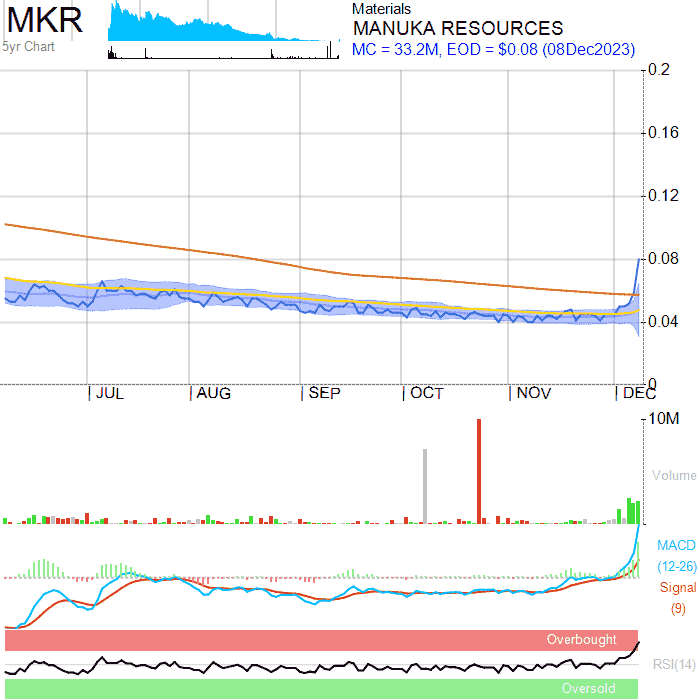 MKR
5yr Chart
Materials
MANUKA RESOURCES
MC = 33.2M, EOD = $0.08 (08Dec2023)
0.2
0.16
0.12
0.08
0.04
0
JUL AUG SEP OCT NOV DEC
10M
Volume
MACD
(12-26)
Signal
(9)
Overbought
RSI(14)
Oversold